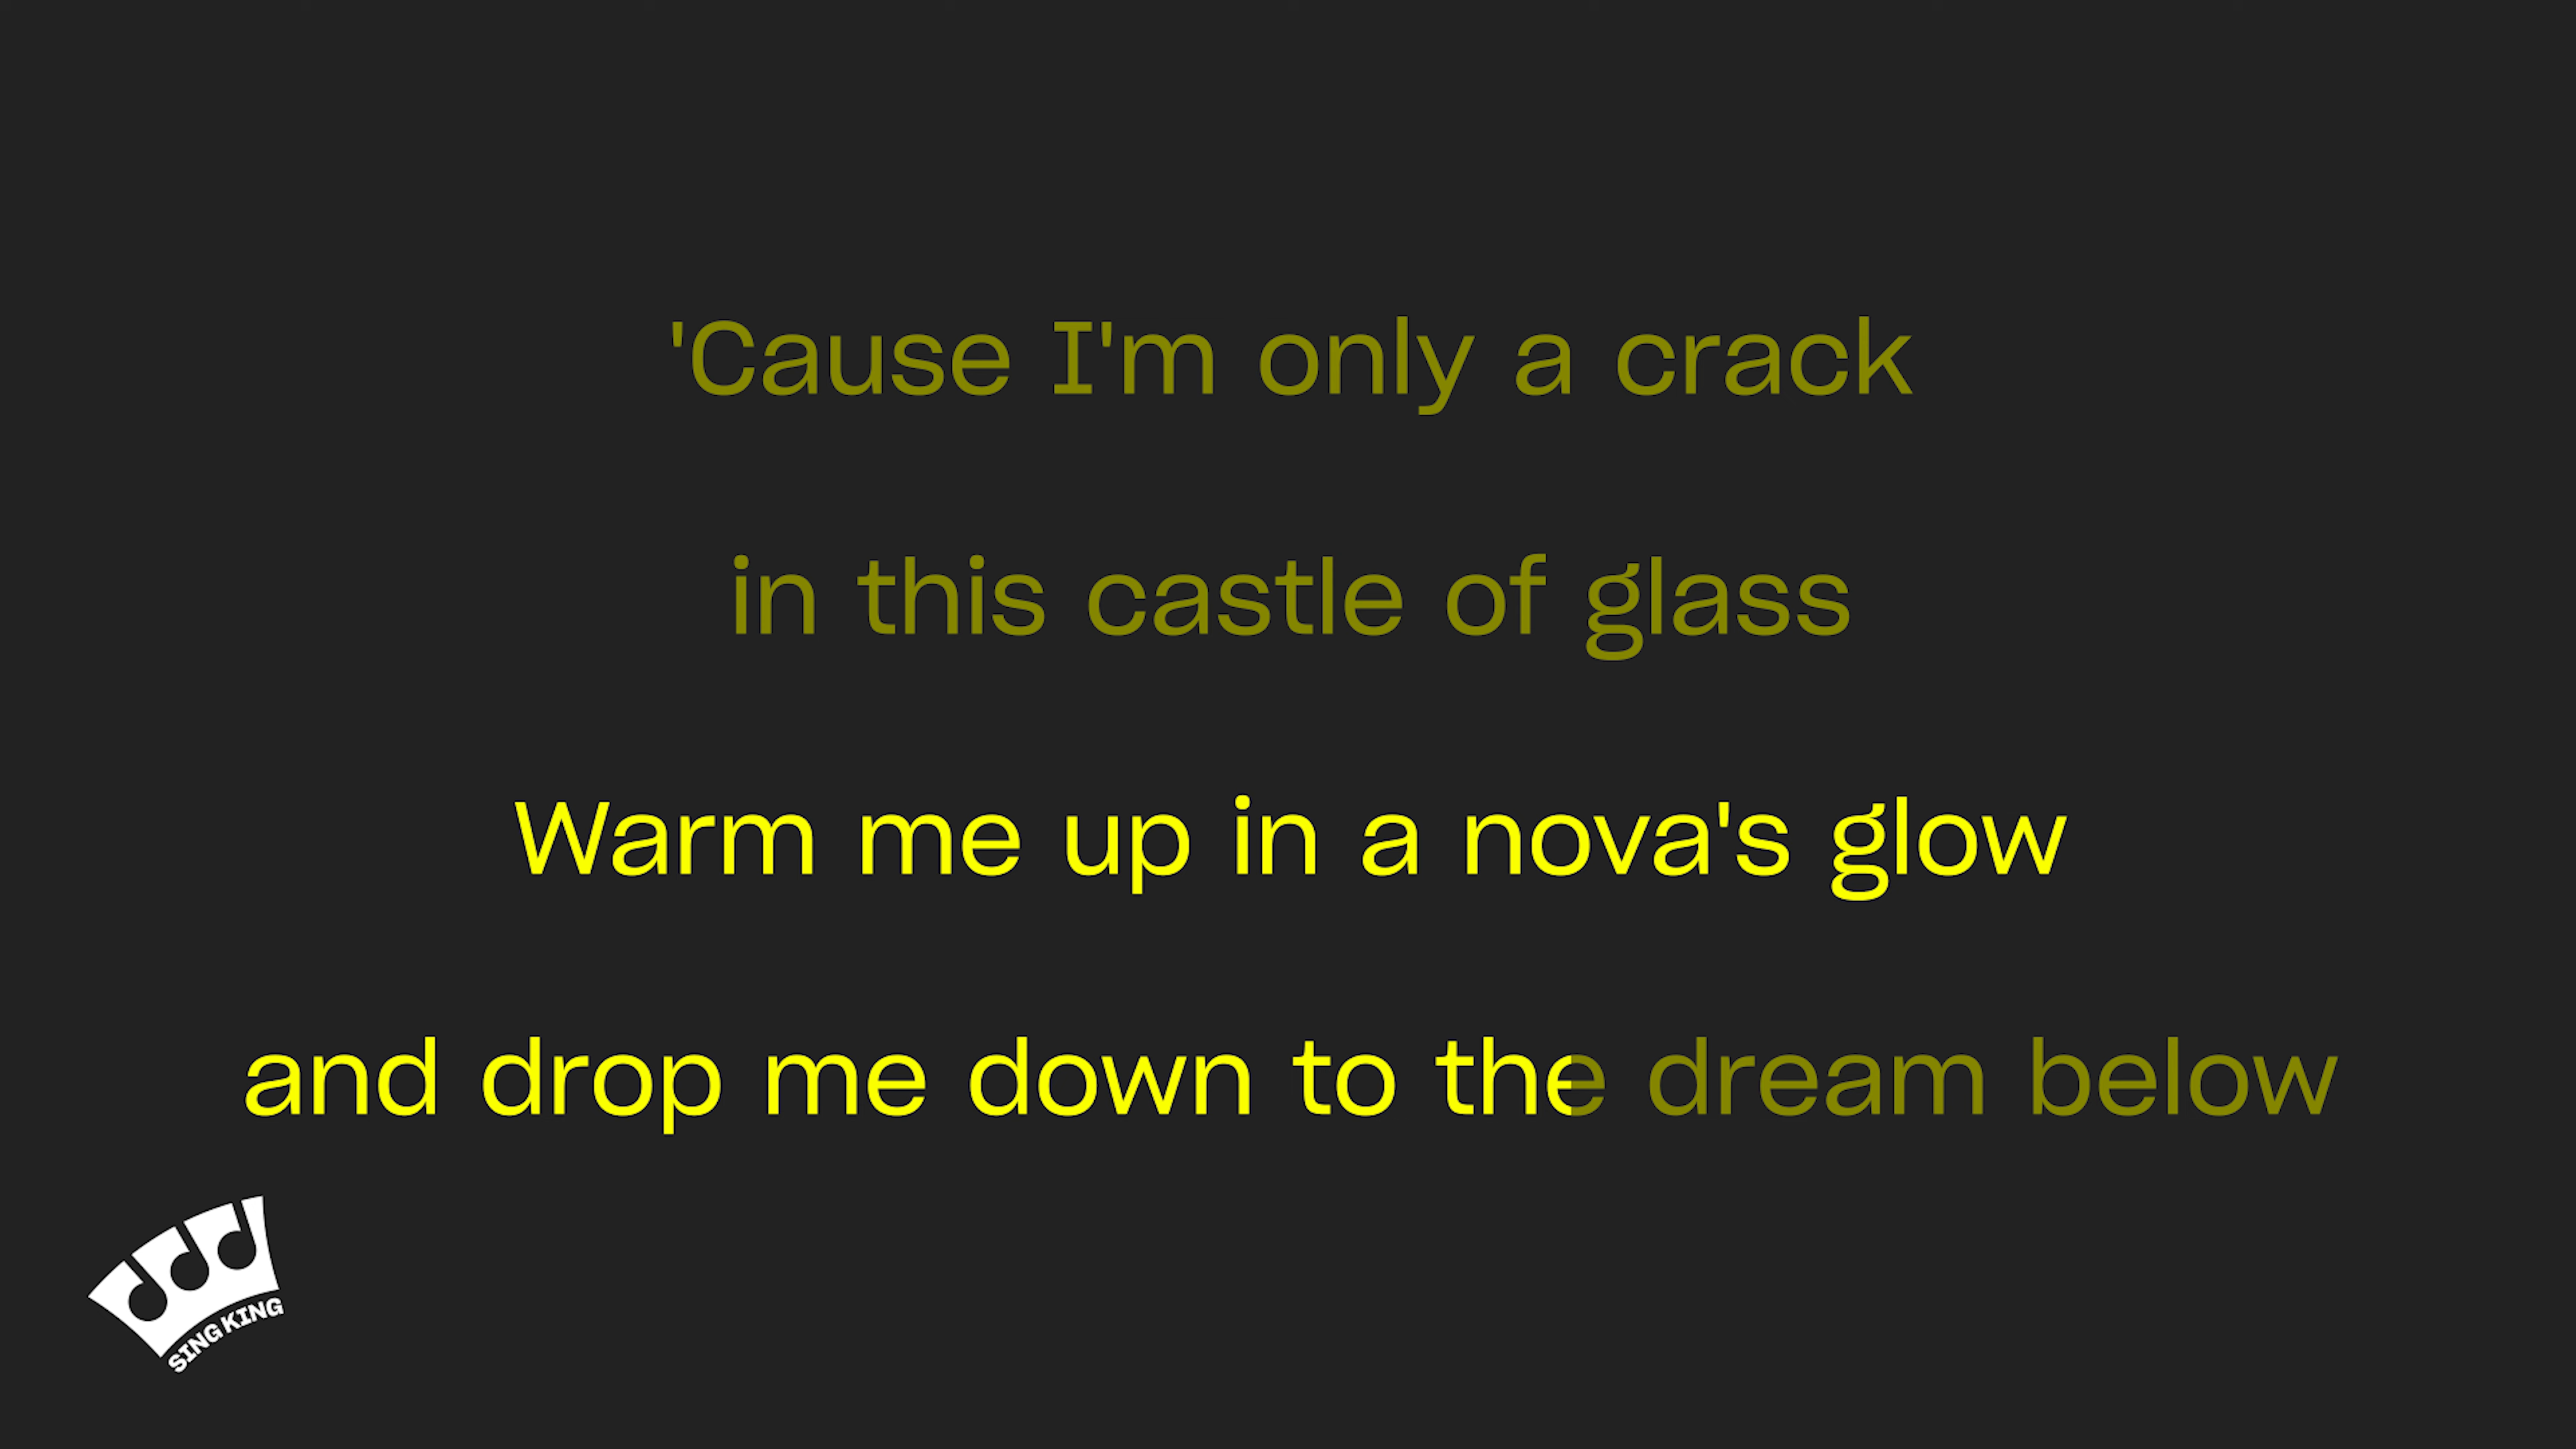 'Cause I'm only a crack
in this castle of glass
Warm me up in a nova's glow
and drop me down to the dream below
SING KING